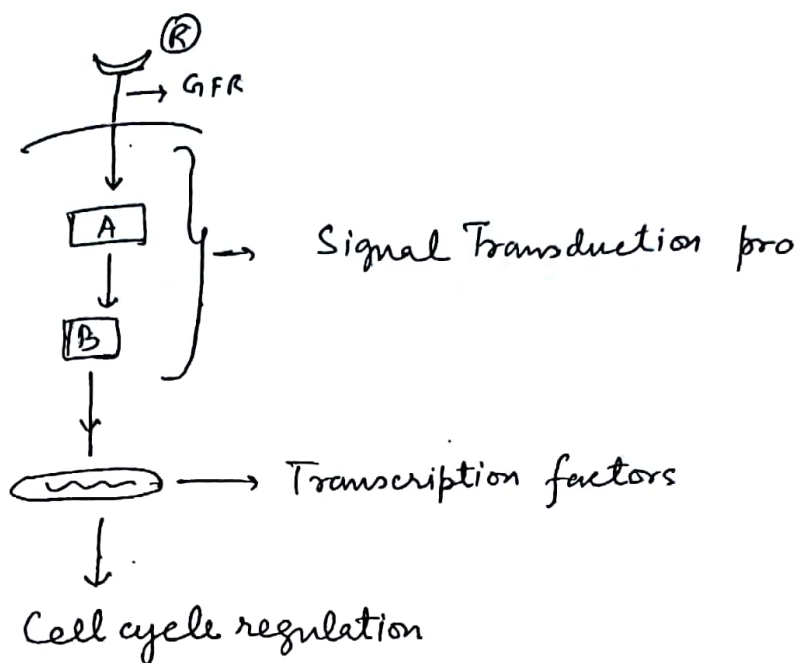 R
GFR
A
Signal Transduction pro
B
Transcription factors
Cell cycle regulation